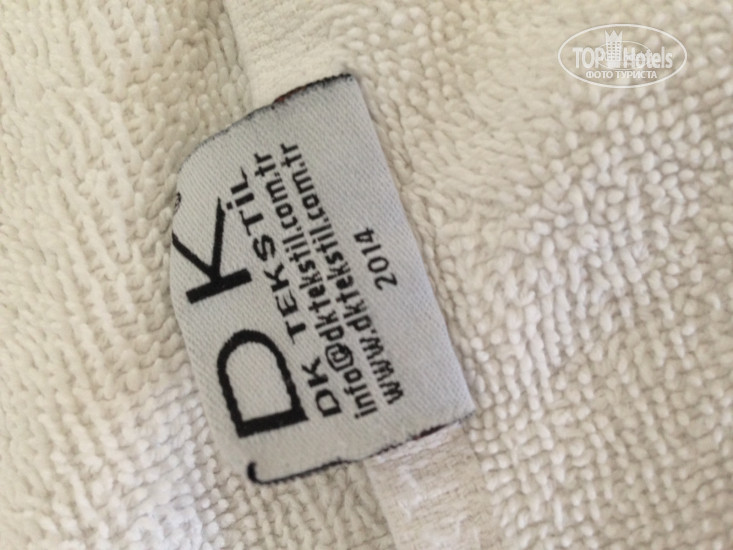 DK
DK TEKSTİL
info@dktekstil.com.tr
www.dktekstil.com.tr
2014
TOP Hotels
ФОТО ТУРИСТА